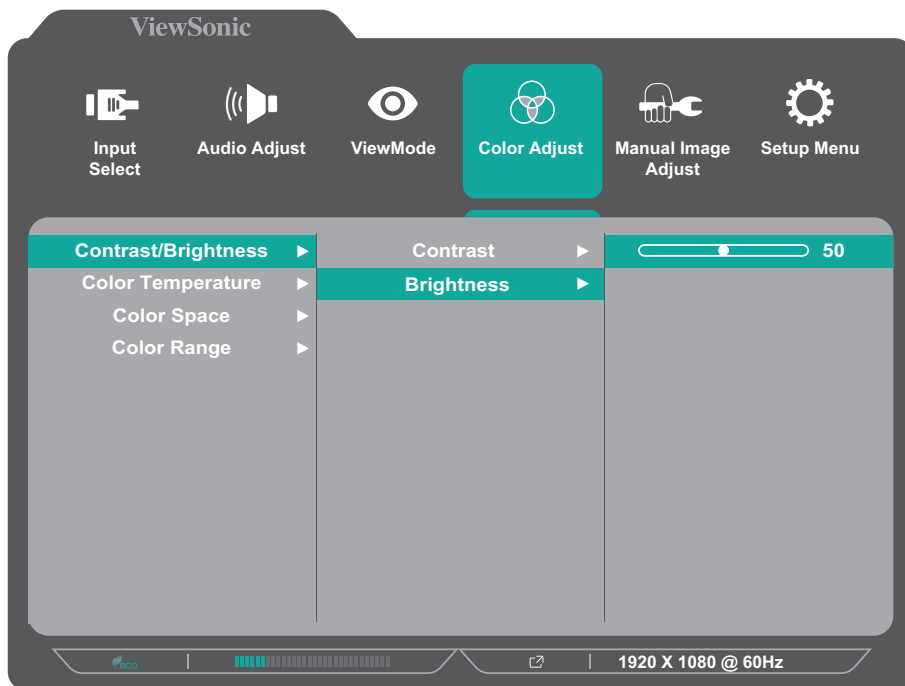 ViewSonic
Input
Select
Audio Adjust
ViewMode
Color Adjust
Manual Image
Adjust
Setup Menu
Contrast/Brightness
Contrast
50
Color Temperature
Brightness
Color Space
Color Range
eco
1920 X 1080 @ 60Hz